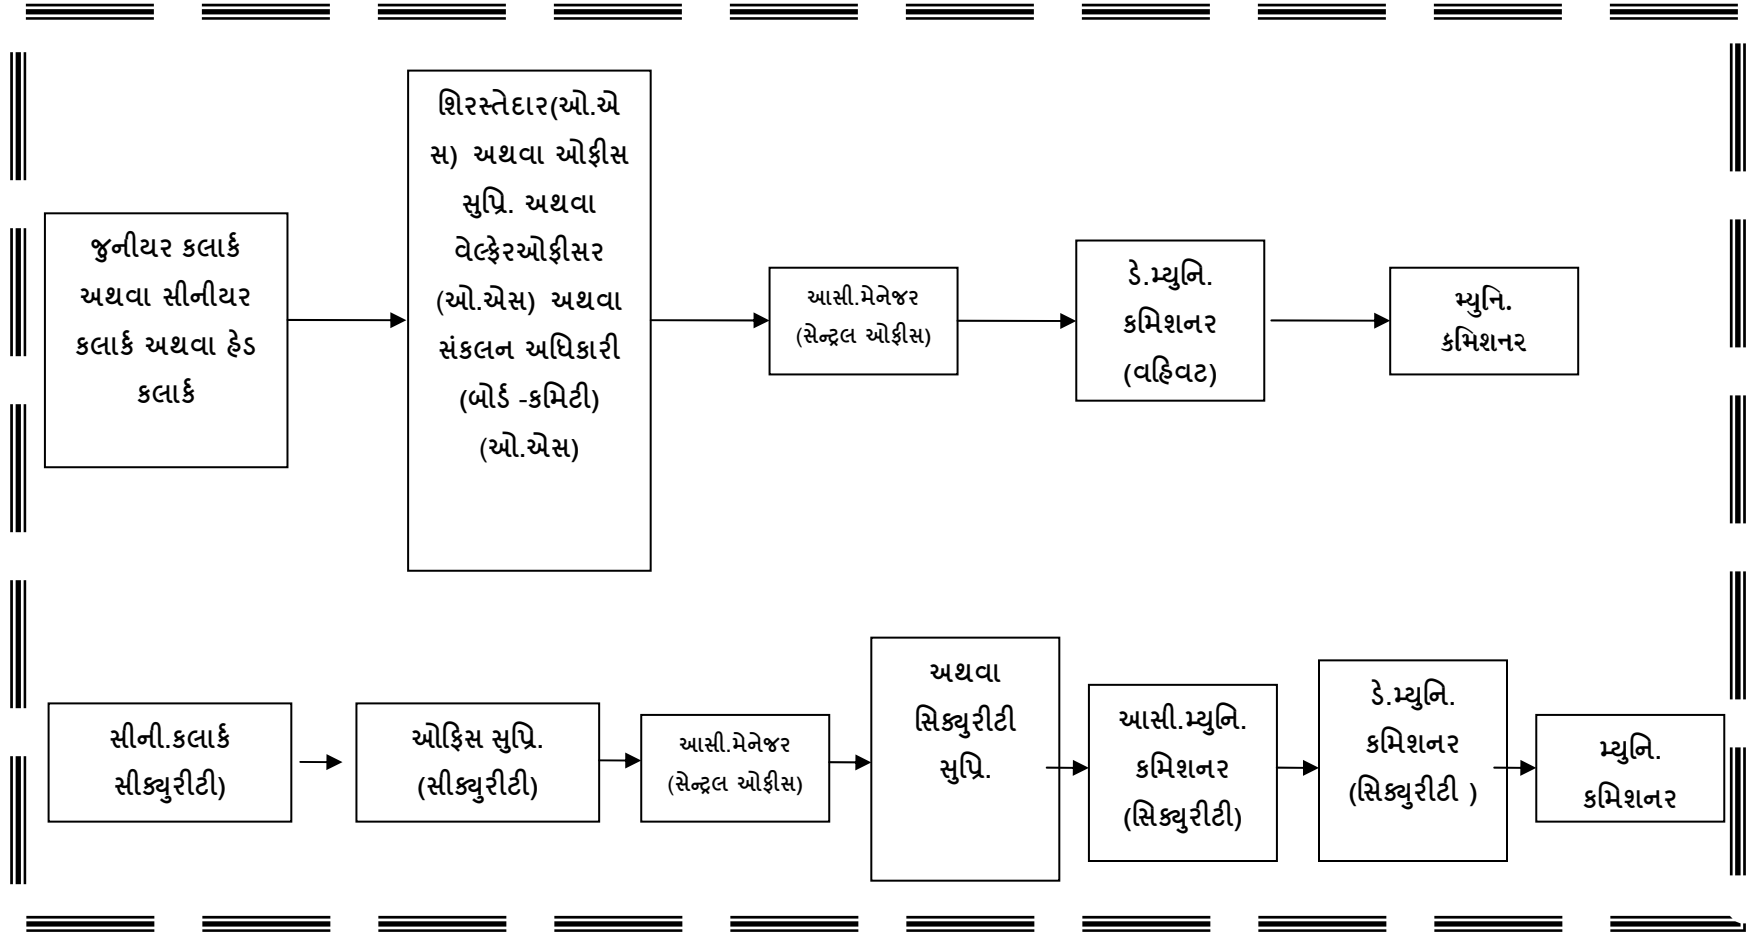 જુનીયર કલાર્ક
અથવા સીનીયર
કલાર્ક અથવા હેડ
કલાર્ક
શિરસ્તેદાર(ઓ.એ
સ) અથવા ઓફીસ
સુપ્રિ. અથવા
વેલ્ફેરઓફીસર
(ઓ.એસ) અથવા
સંકલન અધિકારી
(બોર્ડ -કમિટી)
(ઓ.એસ)
આસી.મેનેજર
(સેન્ટ્રલ ઓફીસ)
ડે.મ્યુનિ.
કમિશનર
(વહિવટ)
મ્યુનિ.
કમિશનર
સીની.કલાર્ક
સીક્યુરીટી)
ઓફિસ સુપ્રિ.
(સીક્યુરીટી)
આસી.મેનેજર
(સેન્ટ્રલ ઓફીસ)
અથવા
સિક્યુરીટી
સુપ્રિ.
આસી.મ્યુનિ.
કમિશનર
(સિક્યુરીટી)
ડે.મ્યુનિ.
કમિશનર
(સિક્યુરીટી )
મ્યુનિ.
કમિશનર